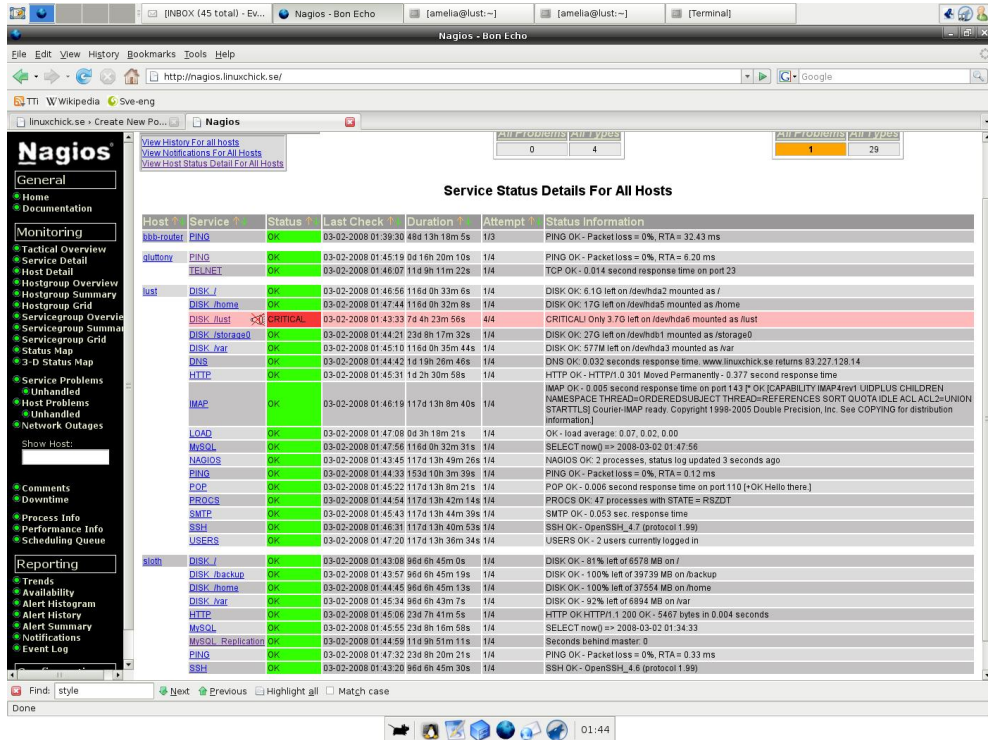 [INBOX (45 total) - Ev... Nagios - Bon Echo [amelia@lust:~] [amelia@lust:~] [Terminal]
Nagios - Bon Echo
File Edit View History Bookmarks Tools Help
http://nagios.linuxchick.se/ Google
TTi Wikipedia Sve-eng
linuxchick.se › Create New Po... Nagios
Nagios®
General
Home
Documentation
Monitoring
Tactical Overview
Service Detail
Host Detail
Hostgroup Overview
Hostgroup Summary
Hostgroup Grid
Servicegroup Overvie
Servicegroup Summar
Servicegroup Grid
Status Map
3-D Status Map
Service Problems
Unhandled
Host Problems
Unhandled
Network Outages
Show Host:
Comments
Downtime
Process Info
Performance Info
Scheduling Queue
Reporting
Trends
Availability
Alert Histogram
Alert History
Alert Summary
Notifications
Event Log
View History For all hosts
View Notifications For All Hosts
View Host Status Detail For All Hosts
All Problems All Types
0 4
All Problems All Types
1 29
Service Status Details For All Hosts
Host Service Status Last Check Duration Attempt Status Information
bbb-router PING OK 03-02-2008 01:39:30 48d 13h 18m 5s 1/3 PING OK - Packet loss = 0%, RTA = 32.43 ms
gluttony PING OK 03-02-2008 01:45:19 0d 16h 20m 10s 1/4 PING OK - Packet loss = 0%, RTA = 6.20 ms
TELNET OK 03-02-2008 01:46:07 11d 9h 11m 22s 1/4 TCP OK - 0.014 second response time on port 23
lust DISK / OK 03-02-2008 01:46:56 116d 0h 33m 6s 1/4 DISK OK: 6.1G left on /dev/hda2 mounted as /
DISK /home OK 03-02-2008 01:47:44 116d 0h 32m 8s 1/4 DISK OK: 17G left on /dev/hda5 mounted as /home
DISK /lust CRITICAL 03-02-2008 01:43:33 7d 4h 23m 56s 4/4 CRITICAL! Only 3.7G left on /dev/hda6 mounted as /lust
DISK /storage0 OK 03-02-2008 01:44:21 23d 8h 17m 32s 1/4 DISK OK: 27G left on /dev/hdb1 mounted as /storage0
DISK /var OK 03-02-2008 01:45:10 116d 0h 35m 44s 1/4 DISK OK: 577M left on /dev/hda3 mounted as /var
DNS OK 03-02-2008 01:44:42 1d 19h 26m 46s 1/4 DNS OK: 0.032 seconds response time. www.linuxchick.se returns 83.227.128.14
HTTP OK 03-02-2008 01:45:31 1d 2h 30m 58s 1/4 HTTP OK - HTTP/1.0 301 Moved Permanently - 0.377 second response time
IMAP OK 03-02-2008 01:46:19 117d 13h 8m 40s 1/4 IMAP OK - 0.005 second response time on port 143 [* OK [CAPABILITY IMAP4rev1 UIDPLUS CHILDREN
NAMESPACE THREAD=ORDEREDSUBJECT THREAD=REFERENCES SORT QUOTA IDLE ACL ACL2=UNION
STARTTLS] Courier-IMAP ready. Copyright 1998-2005 Double Precision, Inc. See COPYING for distribution
information.]
LOAD OK 03-02-2008 01:47:08 0d 3h 18m 21s 1/4 OK - load average: 0.07, 0.02, 0.00
MySQL OK 03-02-2008 01:47:56 116d 0h 32m 31s 1/4 SELECT now() => 2008-03-02 01:47:56
NAGIOS OK 03-02-2008 01:43:45 117d 13h 49m 26s 1/4 NAGIOS OK: 2 processes, status log updated 3 seconds ago
PING OK 03-02-2008 01:44:33 153d 10h 3m 39s 1/4 PING OK - Packet loss = 0%, RTA = 0.12 ms
POP OK 03-02-2008 01:45:22 117d 13h 8m 21s 1/4 POP OK - 0.006 second response time on port 110 [+OK Hello there.]
PROCS OK 03-02-2008 01:44:54 117d 13h 42m 14s 1/4 PROCS OK: 47 processes with STATE = RSZDT
SMTP OK 03-02-2008 01:45:43 117d 13h 44m 39s 1/4 SMTP OK - 0.053 sec. response time
SSH OK 03-02-2008 01:46:31 117d 13h 40m 53s 1/4 SSH OK - OpenSSH_4.7 (protocol 1.99)
USERS OK 03-02-2008 01:47:20 117d 13h 36m 34s 1/4 USERS OK - 2 users currently logged in
sloth DISK / OK 03-02-2008 01:43:08 96d 6h 45m 0s 1/4 DISK OK - 81% left of 6578 MB on /
DISK /backup OK 03-02-2008 01:43:57 96d 6h 45m 19s 1/4 DISK OK - 100% left of 39739 MB on /backup
DISK /home OK 03-02-2008 01:44:45 96d 6h 45m 13s 1/4 DISK OK - 100% left of 37554 MB on /home
DISK /var OK 03-02-2008 01:45:34 96d 6h 43m 7s 1/4 DISK OK - 92% left of 6894 MB on /var
HTTP OK 03-02-2008 01:45:06 23d 7h 41m 5s 1/4 HTTP OK HTTP/1.1 200 OK - 5467 bytes in 0.004 seconds
MySQL OK 03-02-2008 01:45:55 23d 8h 16m 58s 1/4 SELECT now() => 2008-03-02 01:34:33
MySQL_Replication OK 03-02-2008 01:44:59 11d 9h 51m 11s 1/4 Seconds behind master: 0
PING OK 03-02-2008 01:47:32 23d 8h 20m 21s 1/4 PING OK - Packet loss = 0%, RTA = 0.33 ms
SSH OK 03-02-2008 01:43:20 96d 6h 45m 30s 1/4 SSH OK - OpenSSH_4.6 (protocol 1.99)
Find: style Next Previous Highlight all Match case
Done
01:44